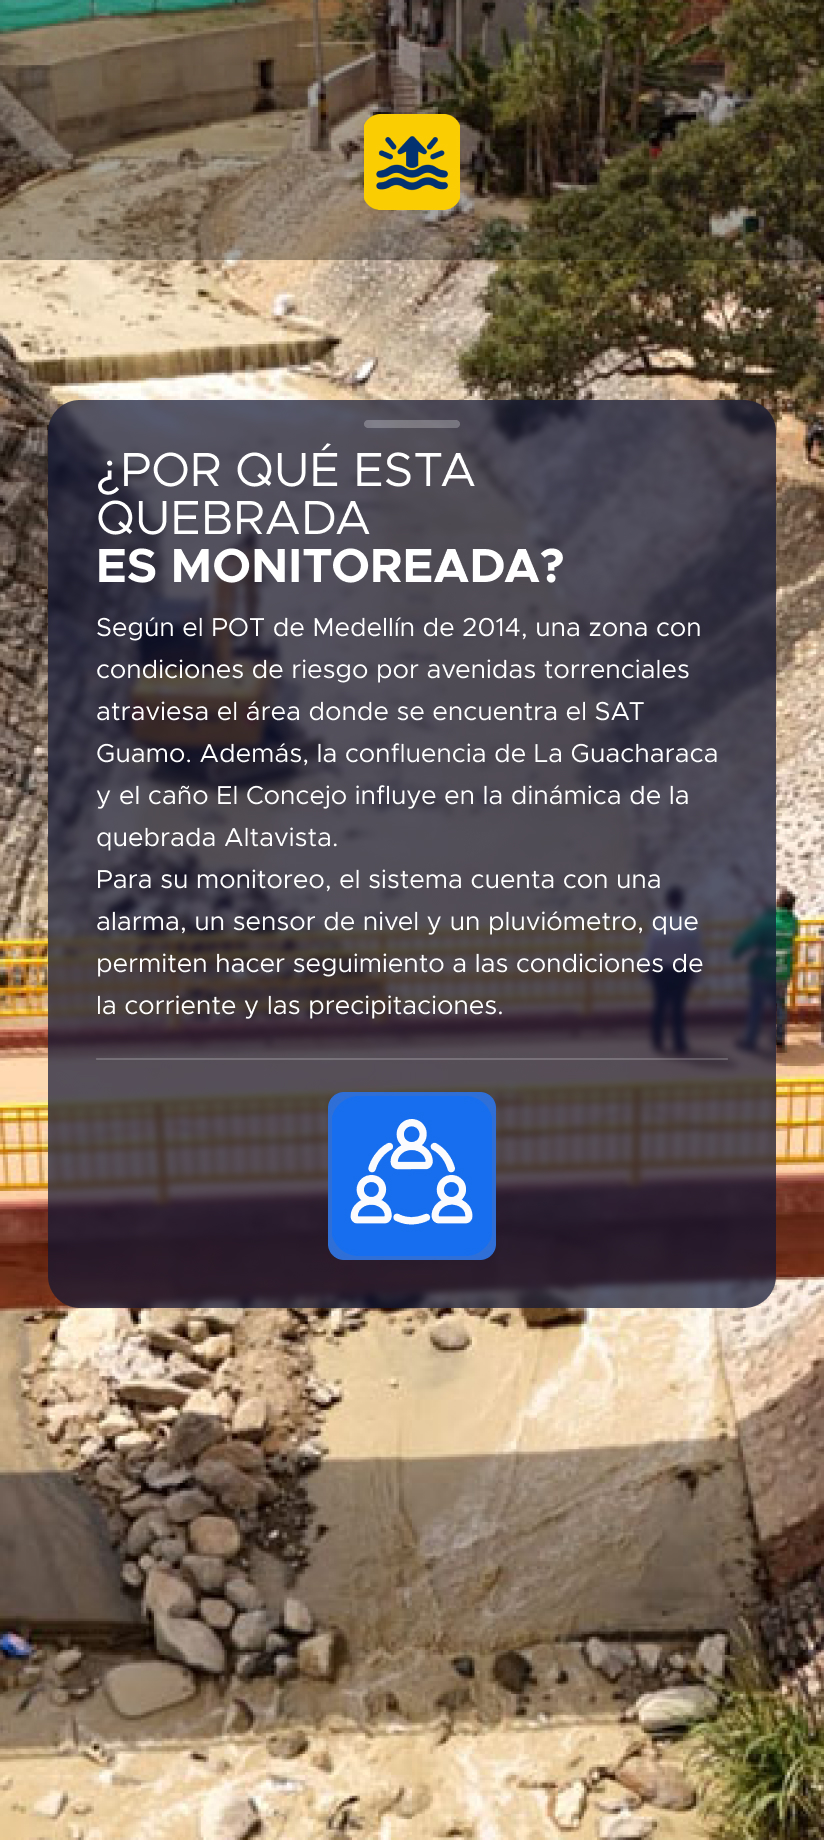 ¿POR QUÉ ESTA
QUEBRADA
ES MONITOREADA?
Según el POT de Medellín de 2014, una zona con
condiciones de riesgo por avenidas torrenciales
atraviesa el área donde se encuentra el SAT
Guamo. Además, la confluencia de La Guacharaca
y el caño El Concejo influye en la dinámica de la
quebrada Altavista.
Para su monitoreo, el sistema cuenta con una
alarma, un sensor de nivel y un pluviómetro, que
permiten hacer seguimiento a las condiciones de
la corriente y las precipitaciones.